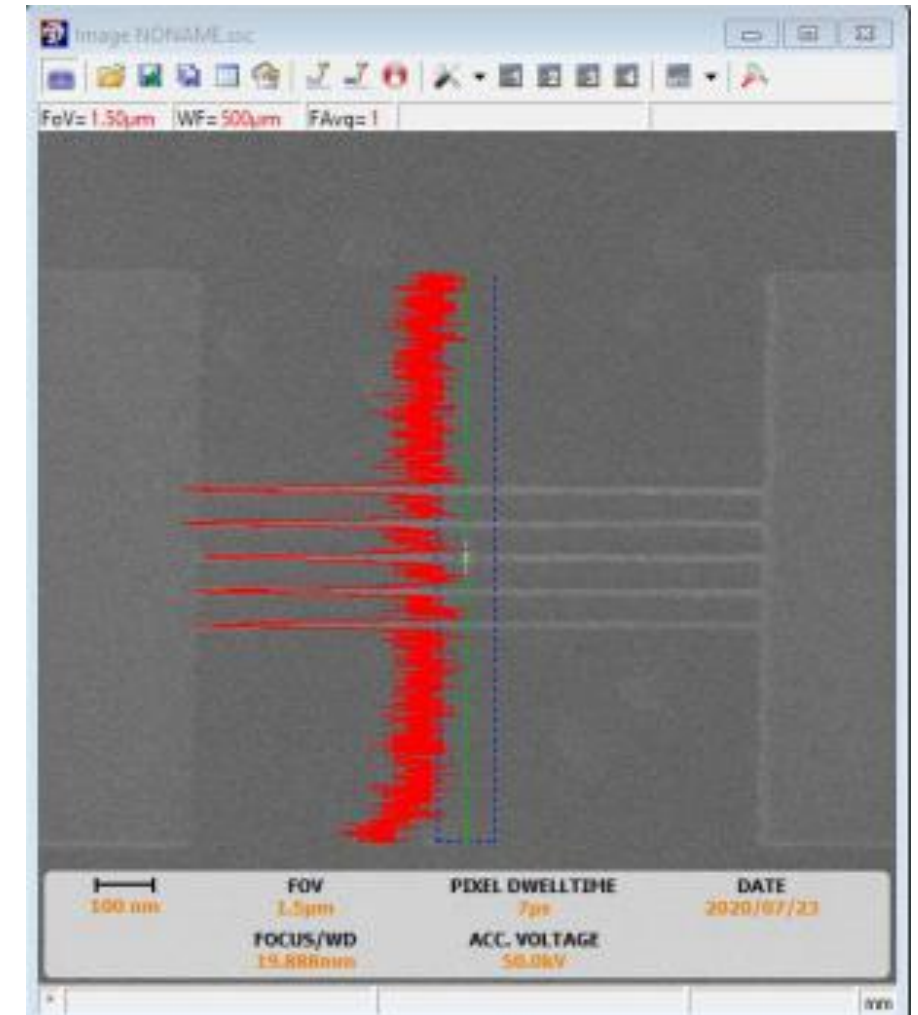 Image NONAME.ssc
FoV= 1.50µm WF= 500µm FAvg= 1
100 nm
FOV
1.5µm
PIXEL DWELLTIME
7µs
DATE
2020/07/23
FOCUS/WD
19.888mm
ACC. VOLTAGE
50.0kV
mm